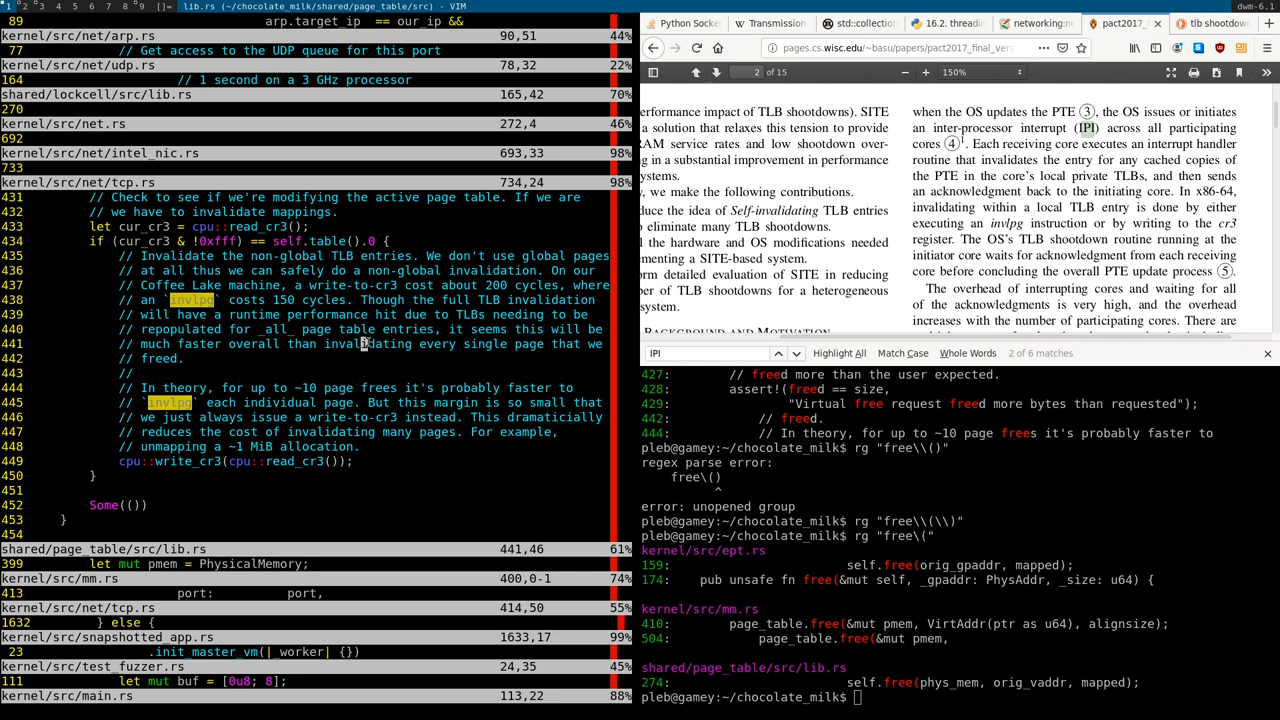 1 2 3 4 5 6 7 8 9 []= lib.rs (~/chocolate_milk/shared/page_table/src) - VIM
dwm-6.1
89 arp.target_ip == our_ip &&
kernel/src/net/arp.rs 90,51 44%
77 // Get access to the UDP queue for this port
kernel/src/net/udp.rs 78,32 22%
164 // 1 second on a 3 GHz processor
shared/lockcell/src/lib.rs 165,42 70%
270
kernel/src/net.rs 272,4 46%
692
kernel/src/net/intel_nic.rs 693,33 98%
733
kernel/src/net/tcp.rs 734,24 98%
431 // Check to see if we're modifying the active page table. If we are
432 // we have to invalidate mappings.
433 let cur_cr3 = cpu::read_cr3();
434 if (cur_cr3 & !0xfff) == self.table().0 {
435 // Invalidate the non-global TLB entries. We don't use global pages
436 // at all thus we can safely do a non-global invalidation. On our
437 // Coffee Lake machine, a write-to-cr3 cost about 200 cycles, where
438 // an `invlpg` costs 150 cycles. Though the full TLB invalidation
439 // will have a runtime performance hit due to TLBs needing to be
440 // repopulated for _all_ page table entries, it seems this will be
441 // much faster overall than invalidating every single page that we
442 // freed.
443 //
444 // In theory, for up to ~10 page frees it's probably faster to
445 // `invlpg` each individual page. But this margin is so small that
446 // we just always issue a write-to-cr3 instead. This dramatically
447 // reduces the cost of invalidating many pages. For example,
448 // unmapping a ~1 MiB allocation.
449 cpu::write_cr3(cpu::read_cr3());
450 }
451
452 Some(())
453 }
454
shared/page_table/src/lib.rs 441,46 61%
399 let mut pmem = PhysicalMemory;
kernel/src/mm.rs 400,0-1 74%
413 port: port,
kernel/src/net/tcp.rs 414,50 55%
1632 } else {
kernel/src/snapshotted_app.rs 1633,17 99%
23 .init_master_vm(|_worker| {})
kernel/src/test_fuzzer.rs 24,35 45%
111 let mut buf = [0u8; 8];
kernel/src/main.rs 113,22 88%
Python Socke
Transmission
std::collection
16.2. threadin
networking:ne
pact2017_
tlb shootdown
pages.cs.wisc.edu/~basu/papers/pact2017_final_ver
2 of 15
150%
erformance impact of TLB shootdowns). SITE
a solution that relaxes this tension to provide
RAM service rates and low shootdown over-
g in a substantial improvement in performance
ystems.
, we make the following contributions.
duce the idea of Self-invalidating TLB entries
o eliminate many TLB shootdowns.
l the hardware and OS modifications needed
ementing a SITE-based system.
rm detailed evaluation of SITE in reducing
ber of TLB shootdowns for a heterogeneous
ystem.
BACKGROUND AND MOTIVATION
when the OS updates the PTE ③, the OS issues or initiates
an inter-processor interrupt (IPI) across all participating
cores ④¹. Each receiving core executes an interrupt handler
routine that invalidates the entry for any cached copies of
the PTE in the core's local private TLBs, and then sends
an acknowledgment back to the initiating core. In x86-64,
invalidating within a local TLB entry is done by either
executing an invlpg instruction or by writing to the cr3
register. The OS's TLB shootdown routine running at the
initiator core waits for acknowledgment from each receiving
core before concluding the overall PTE update process ⑤.
The overhead of interrupting cores and waiting for all
of the acknowledgments is very high, and the overhead
increases with the number of participating cores. There are
IPI
Highlight All Match Case Whole Words 2 of 6 matches
427: // freed more than the user expected.
428: assert!(freed == size,
429: "Virtual free request freed more bytes than requested");
442: // freed.
444: // In theory, for up to ~10 page frees it's probably faster to
pleb@gamey:~/chocolate_milk$ rg "free\\()"
regex parse error:
free\()
^
error: unopened group
pleb@gamey:~/chocolate_milk$ rg "free\\(\\)"
pleb@gamey:~/chocolate_milk$ rg "free\("
kernel/src/ept.rs
159: self.free(orig_gpaddr, mapped);
174: pub unsafe fn free(&mut self, _gpaddr: PhysAddr, _size: u64) {
kernel/src/mm.rs
410: page_table.free(&mut pmem, VirtAddr(ptr as u64), alignsize);
504: page_table.free(&mut pmem,
shared/page_table/src/lib.rs
274: self.free(phys_mem, orig_vaddr, mapped);
pleb@gamey:~/chocolate_milk$